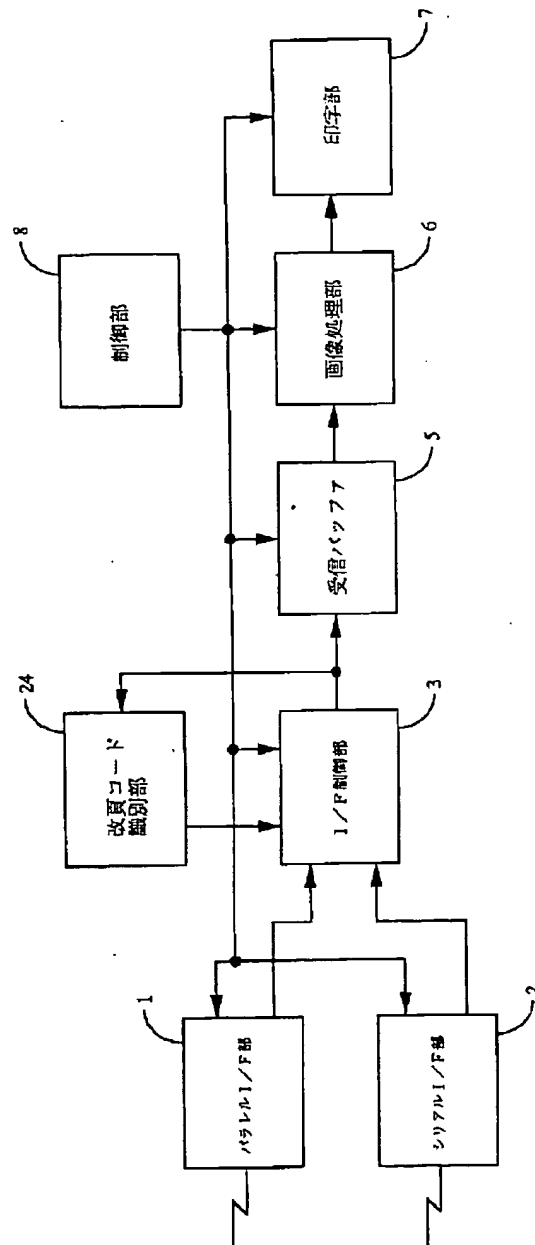 8
制御部
24
改頁コード
識別部
7
印字部
6
画像処理部
5
受信バッファ
3
I/F制御部
1
パラレルI/F部
2
シリアルI/F部